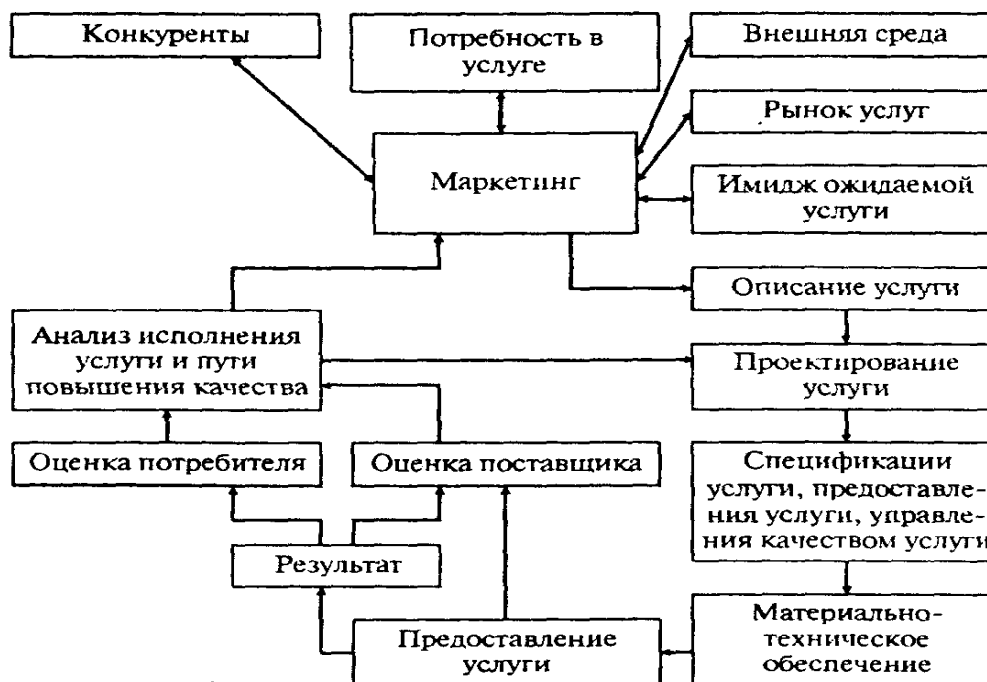 Конкуренты
Потребность в
услуге
Внешняя среда
Рынок услуг
Маркетинг
Имидж ожидаемой
услуги
Описание услуги
Анализ исполнения
услуги и пути
повышения качества
Проектирование
услуги
Оценка потребителя
Оценка поставщика
Спецификации
услуги, предоставле-
ния услуги, управле-
ния качеством услуги
Результат
Предоставление
услуги
Материально-
техническое
обеспечение